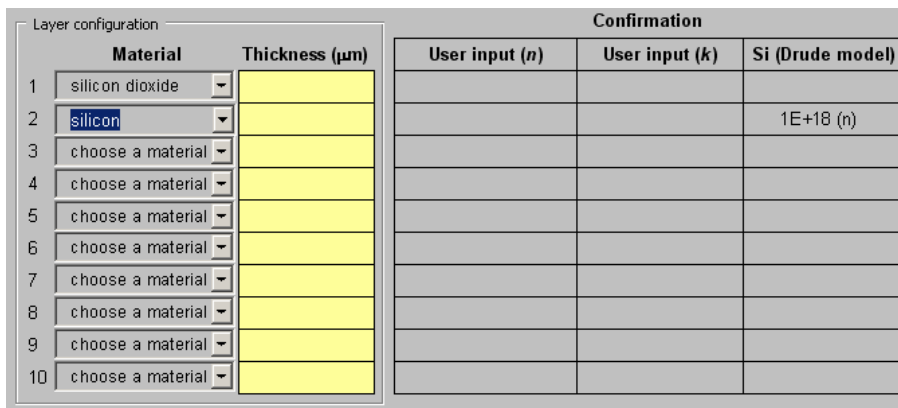 Layer configuration
Confirmation
Material Thickness (µm) User input (n) User input (k) Si (Drude model)
1 silicon dioxide
2 silicon 1E+18 (n)
3 choose a material
4 choose a material
5 choose a material
6 choose a material
7 choose a material
8 choose a material
9 choose a material
10 choose a material